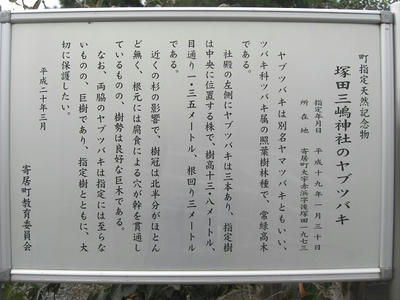 町指定天然記念物
塚田三嶋神社のヤブツバキ
指定年月日　平成十九年一月三十日
所在地　寄居町大字赤浜字後塚田一九七三
ヤブツバキは別名ヤマツバキともいい、
ツバキ科ツバキ属の照葉樹林種で、常緑高木
である。
社殿の左側にヤブツバキは三本あり、指定樹
は中央に位置する株で、樹高十三・八メートル、
目通り一・三五メートル、根回り三メートル
である。
近くの杉の影響で、樹冠は北半分がほとん
ど無く、根元には腐食による穴が幹を貫通し
ているものの、樹勢は良好な巨木である。
なお、両脇のヤブツバキは指定には至らな
いものの、巨樹であり、指定樹とともに、大
切に保護したい。
平成二十年三月
寄居町教育委員会